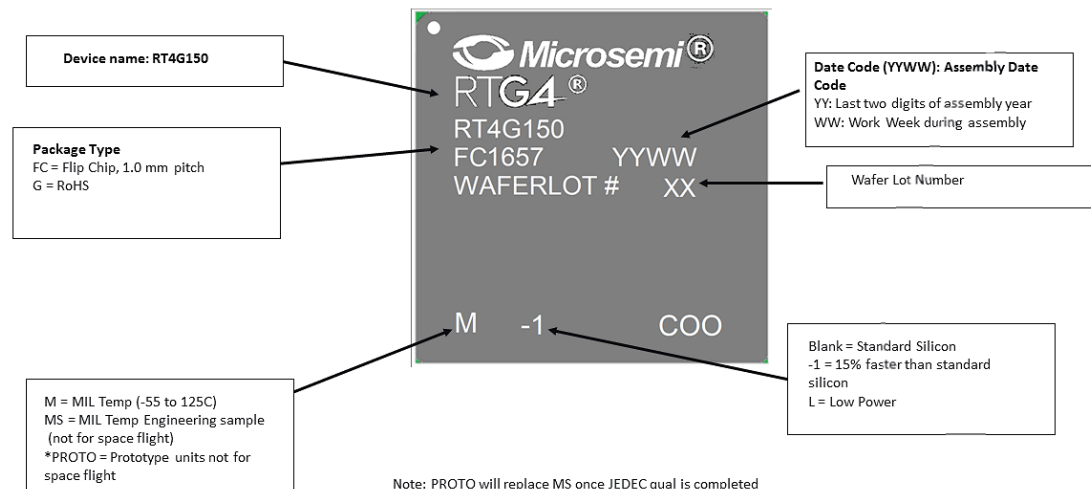 Device name: RT4G150
Package Type
FC = Flip Chip, 1.0 mm pitch
G = RoHS
Microsemi®
RTG4®
RT4G150
FC1657 YYWW
WAFERLOT # XX
M -1 COO
Date Code (YYWW): Assembly Date
Code
YY: Last two digits of assembly year
WW: Work Week during assembly
Wafer Lot Number
Blank = Standard Silicon
-1 = 15% faster than standard
silicon
L = Low Power
M = MIL Temp (-55 to 125C)
MS = MIL Temp Engineering sample
(not for space flight)
*PROTO = Prototype units not for
space flight
Note: PROTO will replace MS once JEDEC qual is completed